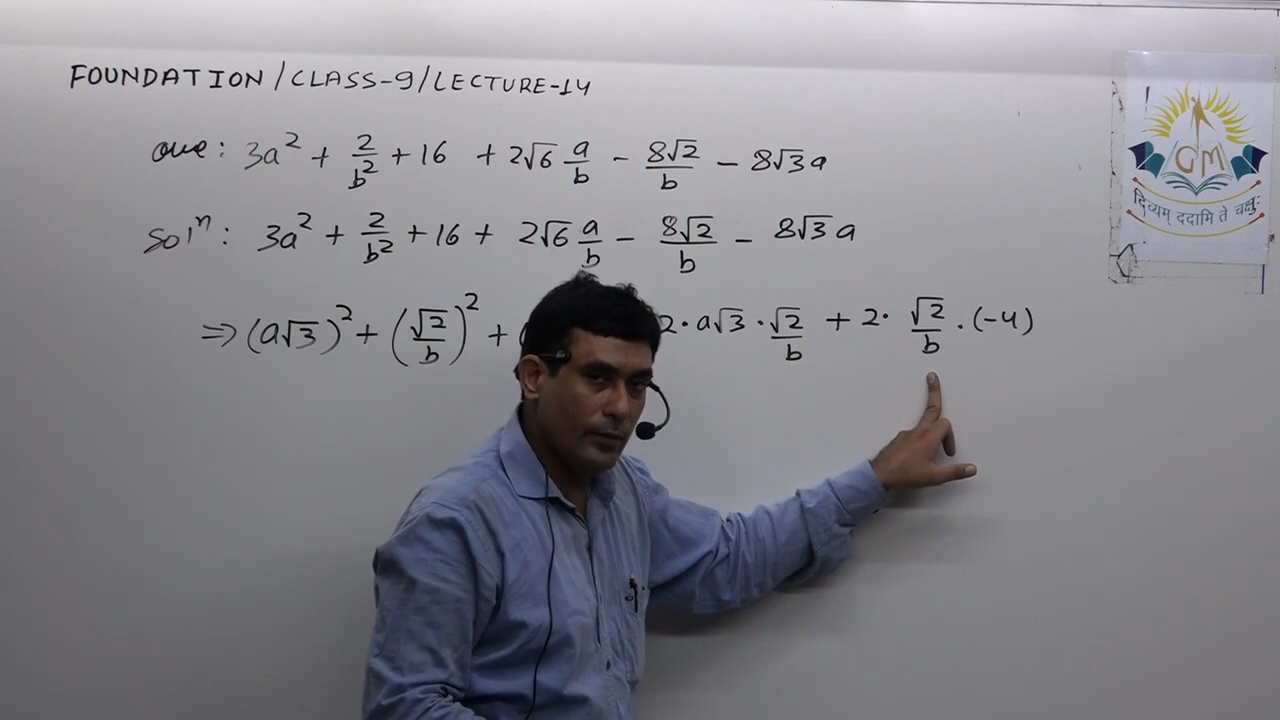 FOUNDATION/CLASS-9/LECTURE-14
que: 3a² + 2/b² + 16 + 2√6 a/b - 8√2/b - 8√3a
solⁿ: 3a² + 2/b² + 16 + 2√6 a/b - 8√2/b - 8√3a
⇒ (a√3)² + (√2/b)² + ( 2·a√3·√2/b + 2·√2/b·(-4)
GM
दिव्यम् ददामि ते चक्षुः